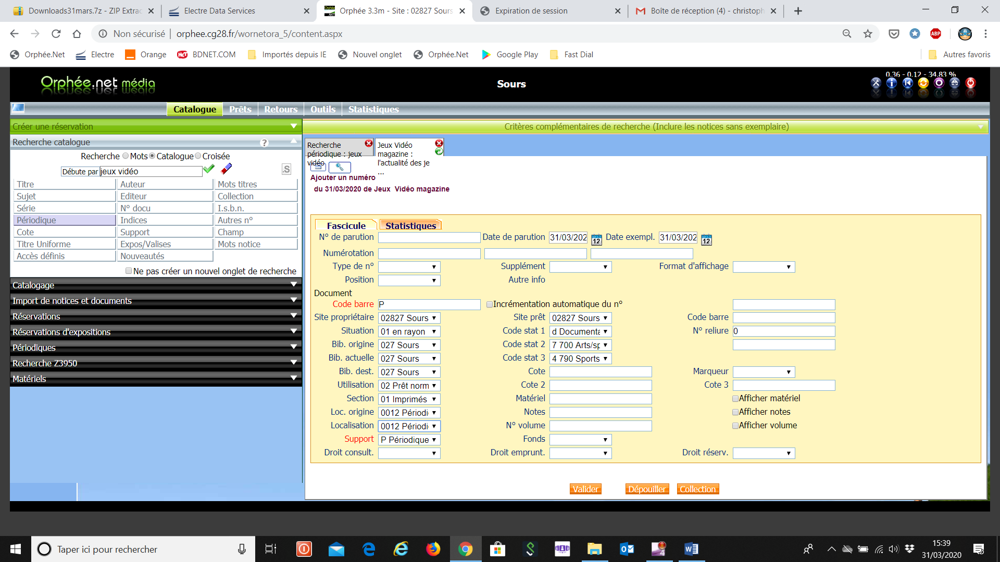 Downloads31mars.7z - ZIP Extrac
Electre Data Services
Orphée 3.3m - Site : 02827 Sours
Expiration de session
Boîte de réception (4) - christoph
Non sécurisé | orphee.cg28.fr/wornetora_5/content.aspx
ABP
Orphée.Net Electre Orange BDNET.COM Importés depuis IE Nouvel onglet Orphée.Net Google Play Fast Dial Autres favoris
Orphée.net média
Sours
0.36 - 0.12 - 34.83 %
Catalogue Prêts Retours Outils Statistiques
Créer une réservation
Critères complémentaires de recherche (Inclure les notices sans exemplaire)
Recherche catalogue ?
Recherche Mots Catalogue Croisée
Débute par jeux vidéo .S
Titre Auteur Mots titres
Sujet Editeur Collection
Série N° docu I.s.b.n.
Périodique Indices Autres n°
Cote Support Champ
Titre Uniforme Expos/Valises Mots notice
Accès définis Nouveautés
Ne pas créer un nouvel onglet de recherche
Catalogage
Import de notices et documents
Réservations
Réservations d'expositions
Périodiques
Recherche Z3950
Matériels
Recherche
périodique : jeux
vidéo
Jeux Vidéo
magazine :
l'actualité des je
...
Ajouter un numéro
du 31/03/2020 de Jeux Vidéo magazine
Fascicule Statistiques
N° de parution Date de parution 31/03/202 12 Date exempl. 31/03/202 12
Numérotation
Type de n° Supplément Format d'affichage
Position Autre info
Document
Code barre P Incrémentation automatique du n°
Site propriétaire 02827 Sours Site prêt 02827 Sours Code barre
Situation 01 en rayon Code stat 1 d Documenta N° reliure 0
Bib. origine 027 Sours Code stat 2 7 700 Arts/sp
Bib. actuelle 027 Sours Code stat 3 4 790 Sports
Bib. dest. 027 Sours Cote Marqueur
Utilisation 02 Prêt norm Cote 2 Cote 3
Section 01 Imprimés Matériel Afficher matériel
Loc. origine 0012 Périodi Notes Afficher notes
Localisation 0012 Périodi N° volume Afficher volume
Support P Périodique Fonds
Droit consult. Droit emprunt. Droit réserv.
Valider Dépouiller Collection
Taper ici pour rechercher
15:39
31/03/2020